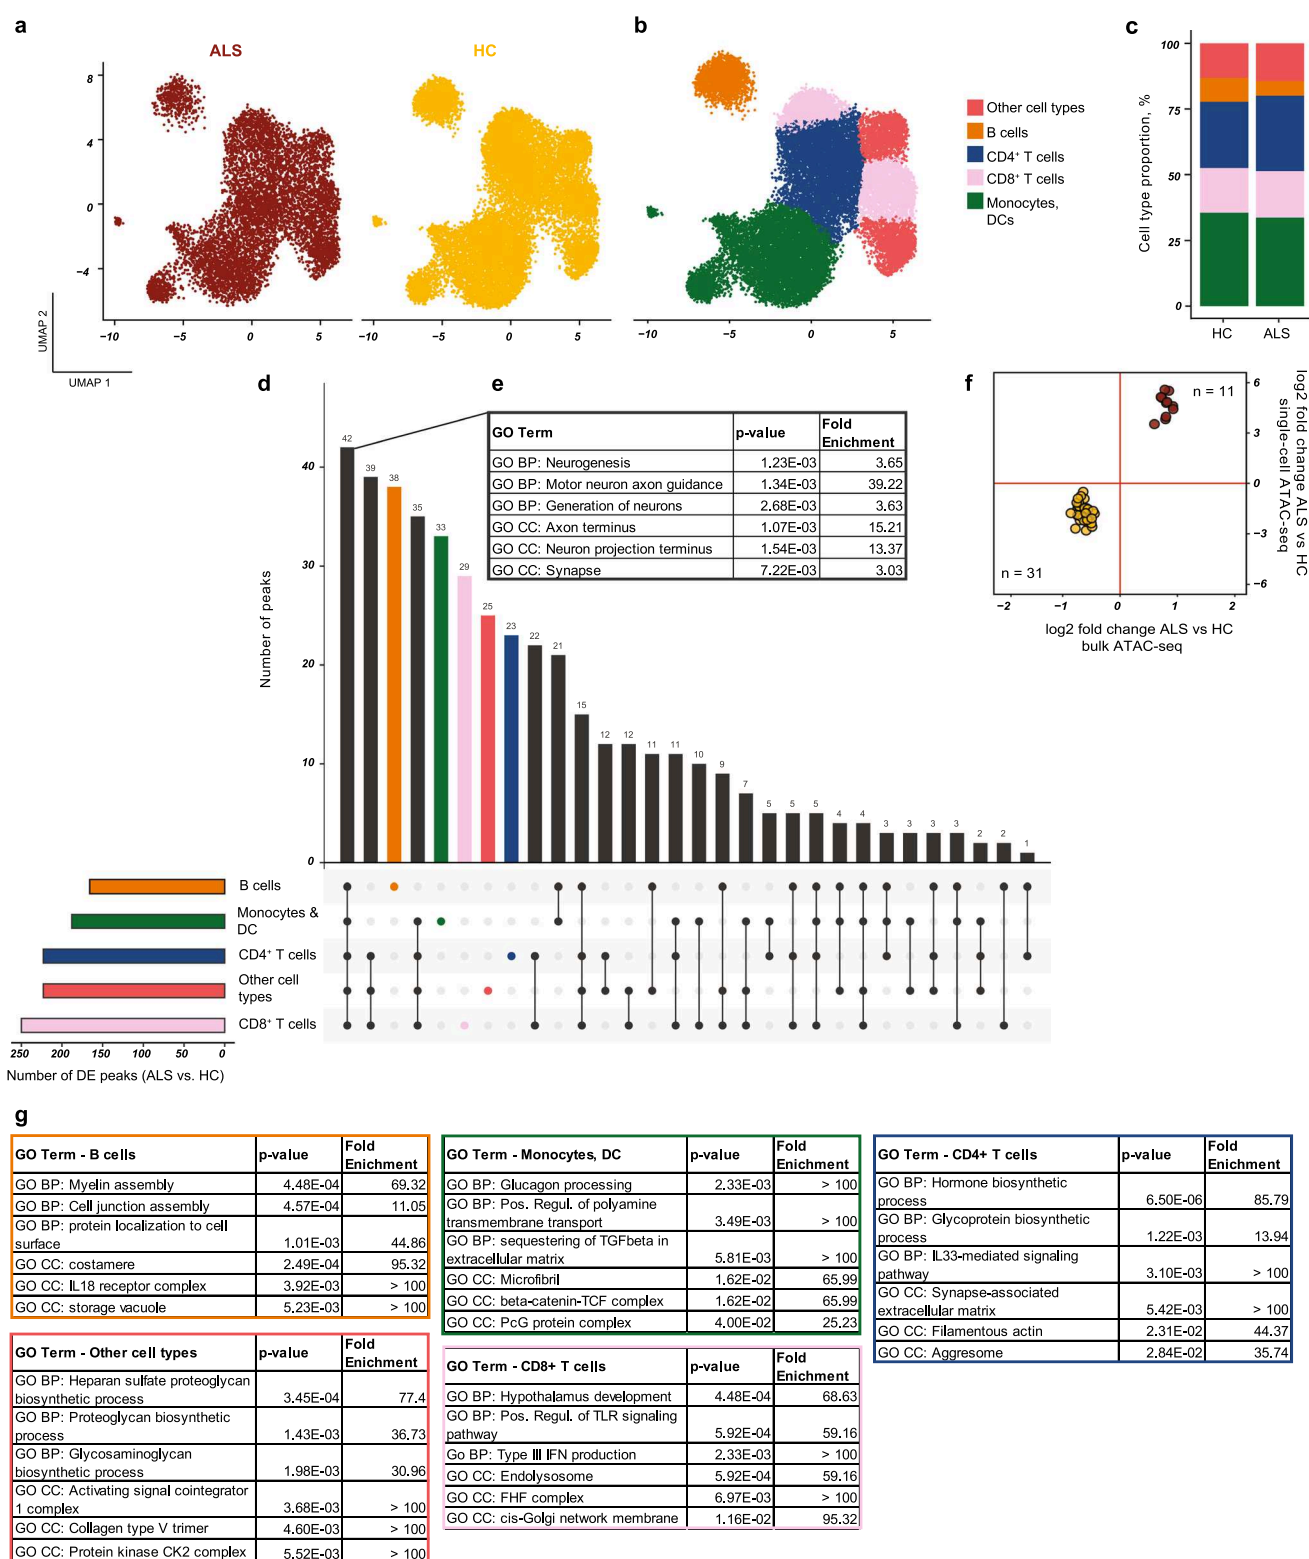 a
ALS
HC
8
4
0
−4
−10
−5
0
5
−10
−5
0
5
UMAP 2
UMAP 1
b
−10
−5
0
5
Other cell types
B cells
CD4+ T cells
CD8+ T cells
Monocytes,
DCs
c
Cell type proportion, %
100
75
50
25
0
HC
ALS
d
Number of peaks
40
30
20
10
0
42
39
38
35
33
29
25
23
22
21
15
12
12
11
11
10
9
7
5
5
5
4
4
3
3
3
3
2
2
1
B cells
Monocytes &
DC
CD4+ T cells
Other cell
types
CD8+ T cells
250
200
150
100
50
0
Number of DE peaks (ALS vs. HC)
e
GO Term p-value Fold Enichment
GO BP: Neurogenesis 1.23E-03 3.65
GO BP: Motor neuron axon guidance 1.34E-03 39.22
GO BP: Generation of neurons 2.68E-03 3.63
GO CC: Axon terminus 1.07E-03 15.21
GO CC: Neuron projection terminus 1.54E-03 13.37
GO CC: Synapse 7.22E-03 3.03
f
n = 11
n = 31
6
3
0
−3
−6
−2
−1
0
1
2
log2 fold change ALS vs HC
single-cell ATAC-seq
log2 fold change ALS vs HC
bulk ATAC-seq
g
GO Term - B cells p-value Fold Enichment
GO BP: Myelin assembly 4.48E-04 69.32
GO BP: Cell junction assembly 4.57E-04 11.05
GO BP: protein localization to cell
surface 1.01E-03 44.86
GO CC: costamere 2.49E-04 95.32
GO CC: IL18 receptor complex 3.92E-03 > 100
GO CC: storage vacuole 5.23E-03 > 100
GO Term - Other cell types p-value Fold Enichment
GO BP: Heparan sulfate proteoglycan
biosynthetic process 3.45E-04 77.4
GO BP: Proteoglycan biosynthetic
process 1.43E-03 36.73
GO BP: Glycosaminoglycan
biosynthetic process 1.98E-03 30.96
GO CC: Activating signal cointegrator
1 complex 3.68E-03 > 100
GO CC: Collagen type V trimer 4.60E-03 > 100
GO CC: Protein kinase CK2 complex 5.52E-03 > 100
GO Term - Monocytes, DC p-value Fold Enichment
GO BP: Glucagon processing 2.33E-03 > 100
GO BP: Pos. Regul. of polyamine
transmembrane transport 3.49E-03 > 100
GO BP: sequestering of TGFbeta in
extracellular matrix 5.81E-03 > 100
GO CC: Microfibril 1.62E-02 65.99
GO CC: beta-catenin-TCF complex 1.62E-02 65.99
GO CC: PcG protein complex 4.00E-02 25.23
GO Term - CD8+ T cells p-value Fold Enichment
GO BP: Hypothalamus development 4.48E-04 68.63
GO BP: Pos. Regul. of TLR signaling
pathway 5.92E-04 59.16
Go BP: Type III IFN production 2.33E-03 > 100
GO CC: Endolysosome 5.92E-04 59.16
GO CC: FHF complex 6.97E-03 > 100
GO CC: cis-Golgi network membrane 1.16E-02 95.32
GO Term - CD4+ T cells p-value Fold Enichment
GO BP: Hormone biosynthetic
process 6.50E-06 85.79
GO BP: Glycoprotein biosynthetic
process 1.22E-03 13.94
GO BP: IL33-mediated signaling
pathway 3.10E-03 > 100
GO CC: Synapse-associated
extracellular matrix 5.42E-03 > 100
GO CC: Filamentous actin 2.31E-02 44.37
GO CC: Aggresome 2.84E-02 35.74